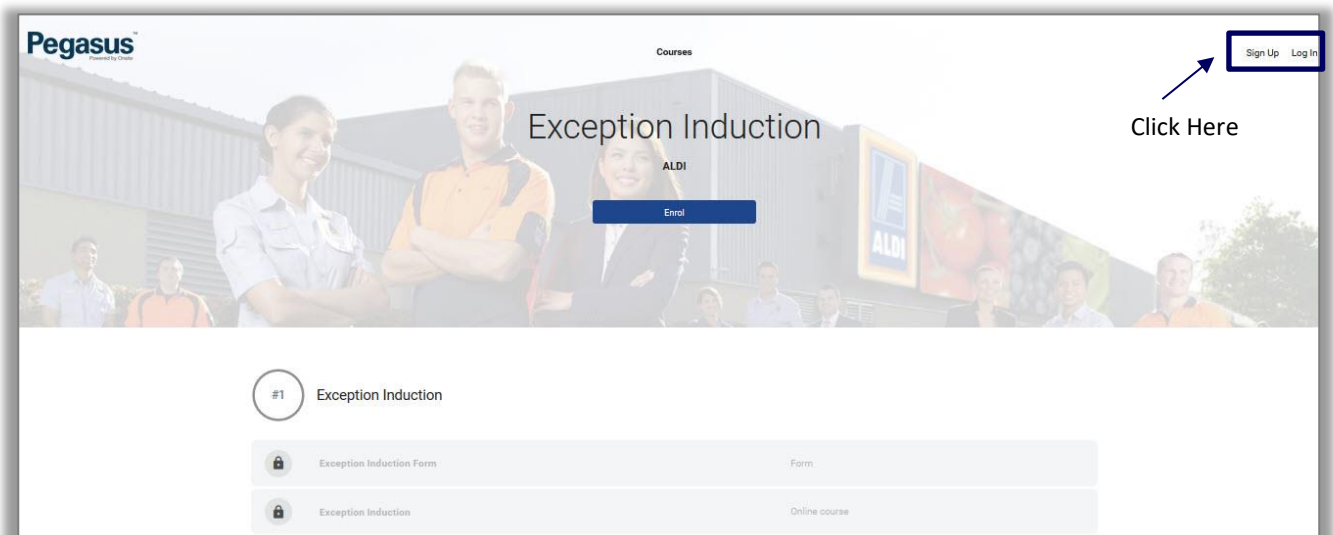 Pegasus™
Powered by Onsite
Courses
Sign Up Log In
Click Here
Exception Induction
ALDI
Enrol
ALDI
#1 Exception Induction
Exception Induction Form Form
Exception Induction Online course